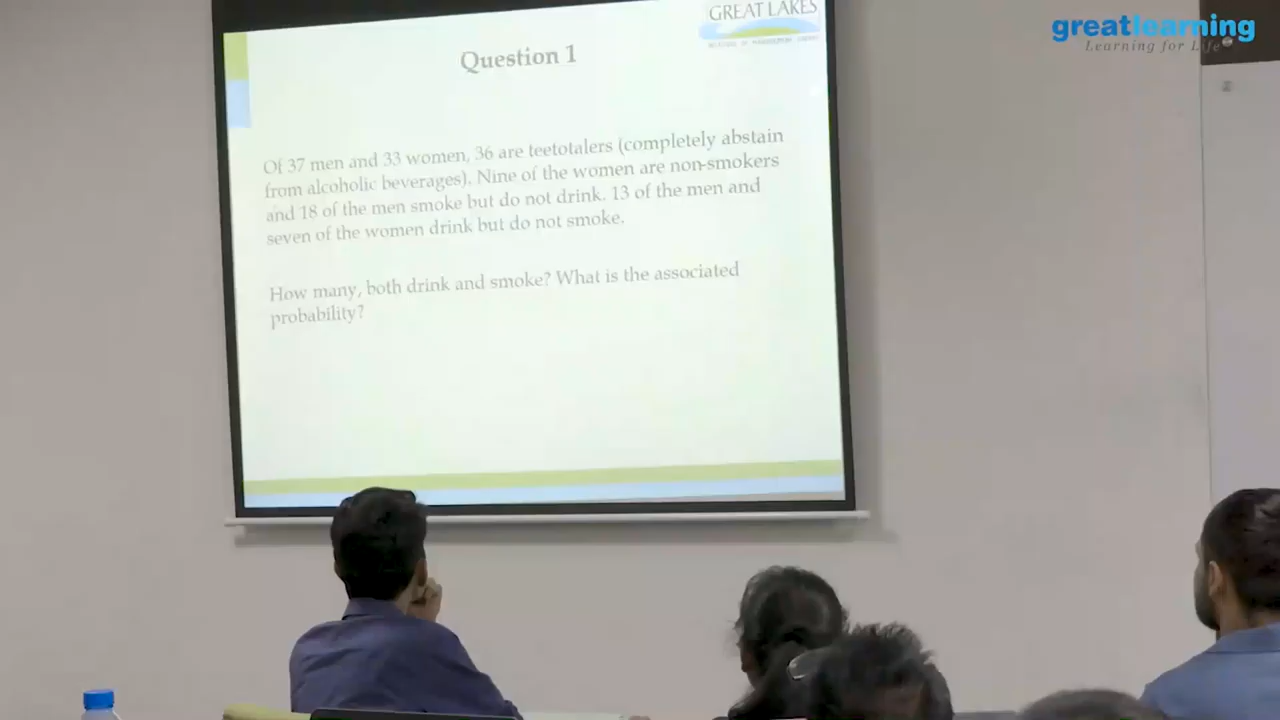 GREAT LAKES
greatlearning
Learning for Life
Question 1
Of 37 men and 33 women, 36 are teetotalers (completely abstain
from alcoholic beverages). Nine of the women are non-smokers
and 18 of the men smoke but do not drink. 13 of the men and
seven of the women drink but do not smoke.
How many, both drink and smoke? What is the associated
probability?